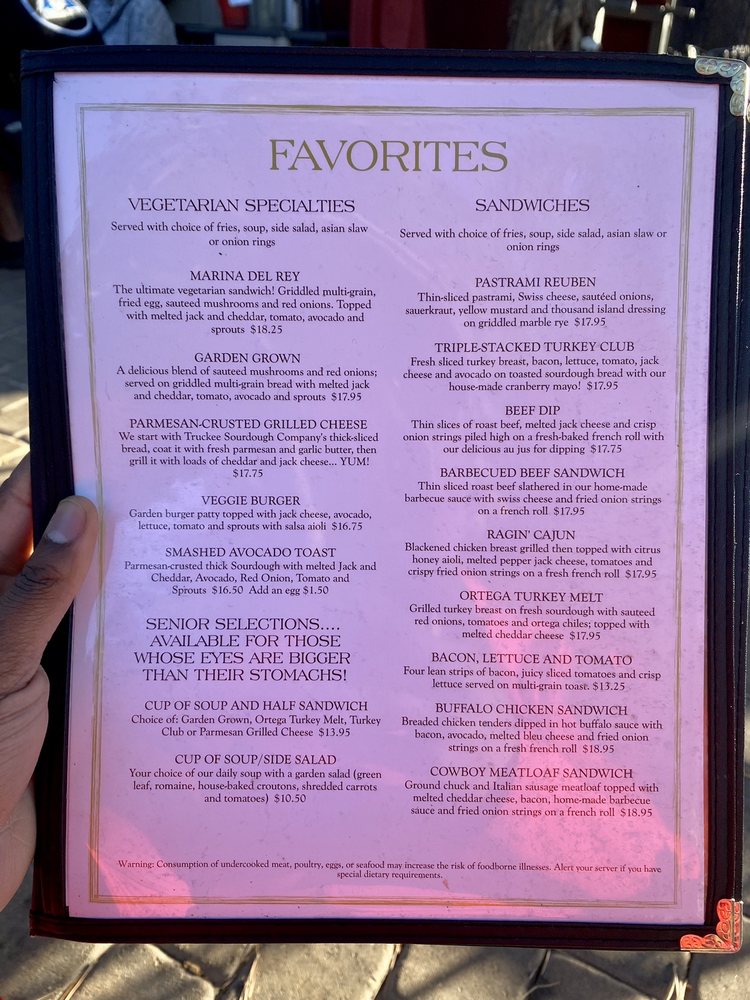 FAVORITES
VEGETARIAN SPECIALTIES
Served with choice of fries, soup, side salad, asian slaw
or onion rings
MARINA DEL REY
The ultimate vegetarian sandwich! Griddled multi-grain,
fried egg, sauteed mushrooms and red onions. Topped
with melted jack and cheddar, tomato, avocado and
sprouts $18.25
GARDEN GROWN
A delicious blend of sauteed mushrooms and red onions;
served on griddled multi-grain bread with melted jack
and cheddar, tomato, avocado and sprouts $17.95
PARMESAN-CRUSTED GRILLED CHEESE
We start with Truckee Sourdough Company's thick-sliced
bread, coat it with fresh parmesan and garlic butter, then
grill it with loads of cheddar and jack cheese... YUM!
$17.75
VEGGIE BURGER
Garden burger patty topped with jack cheese, avocado,
lettuce, tomato and sprouts with salsa aioli $16.75
SMASHED AVOCADO TOAST
Parmesan-crusted thick Sourdough with melted Jack and
Cheddar, Avocado, Red Onion, Tomato and
Sprouts $16.50 Add an egg $1.50
SENIOR SELECTIONS....
AVAILABLE FOR THOSE
WHOSE EYES ARE BIGGER
THAN THEIR STOMACHS!
CUP OF SOUP AND HALF SANDWICH
Choice of: Garden Grown, Ortega Turkey Melt, Turkey
Club or Parmesan Grilled Cheese $13.95
CUP OF SOUP/SIDE SALAD
Your choice of our daily soup with a garden salad (green
leaf, romaine, house-baked croutons, shredded carrots
and tomatoes) $10.50
SANDWICHES
Served with choice of fries, soup, side salad, asian slaw or
onion rings
PASTRAMI REUBEN
Thin-sliced pastrami, Swiss cheese, sautéed onions,
sauerkraut, yellow mustard and thousand island dressing
on griddled marble rye $17.95
TRIPLE-STACKED TURKEY CLUB
Fresh sliced turkey breast, bacon, lettuce, tomato, jack
cheese and avocado on toasted sourdough bread with our
house-made cranberry mayo! $17.95
BEEF DIP
Thin slices of roast beef, melted jack cheese and crisp
onion strings piled high on a fresh-baked french roll with
our delicious au jus for dipping $17.75
BARBECUED BEEF SANDWICH
Thin sliced roast beef slathered in our home-made
barbecue sauce with swiss cheese and fried onion strings
on a french roll $17.95
RAGIN' CAJUN
Blackened chicken breast grilled then topped with citrus
honey aioli, melted pepper jack cheese, tomatoes and
crispy fried onion strings on a fresh french roll $17.95
ORTEGA TURKEY MELT
Grilled turkey breast on fresh sourdough with sauteed
red onions, tomatoes and ortega chiles; topped with
melted cheddar cheese $17.95
BACON, LETTUCE AND TOMATO
Four lean strips of bacon, juicy sliced tomatoes and crisp
lettuce served on multi-grain toast. $13.25
BUFFALO CHICKEN SANDWICH
Breaded chicken tenders dipped in hot buffalo sauce with
bacon, avocado, melted bleu cheese and fried onion
strings on a fresh french roll $18.95
COWBOY MEATLOAF SANDWICH
Ground chuck and Italian sausage meatloaf topped with
melted cheddar cheese, bacon, home-made barbecue
sauce and fried onion strings on a french roll $18.95
Warning: Consumption of undercooked meat, poultry, eggs, or seafood may increase the risk of foodborne illnesses. Alert your server if you have
special dietary requirements.